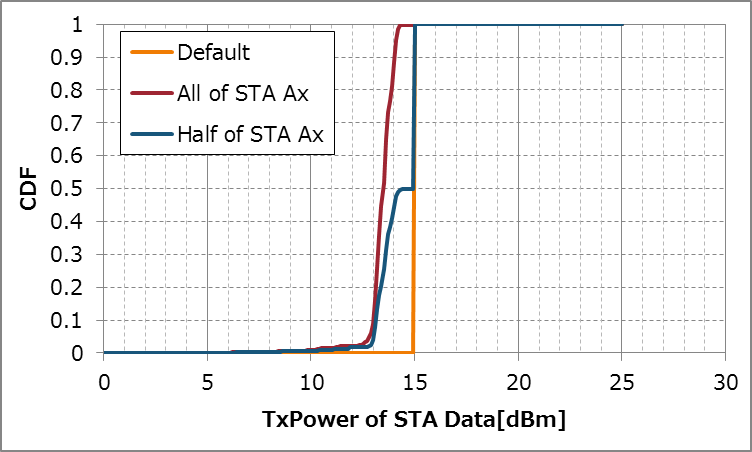 1
0.9
0.8
0.7
0.6
0.5
0.4
0.3
0.2
0.1
0
CDF
Default
All of STA Ax
Half of STA Ax
0 5 10 15 20 25 30
TxPower of STA Data[dBm]